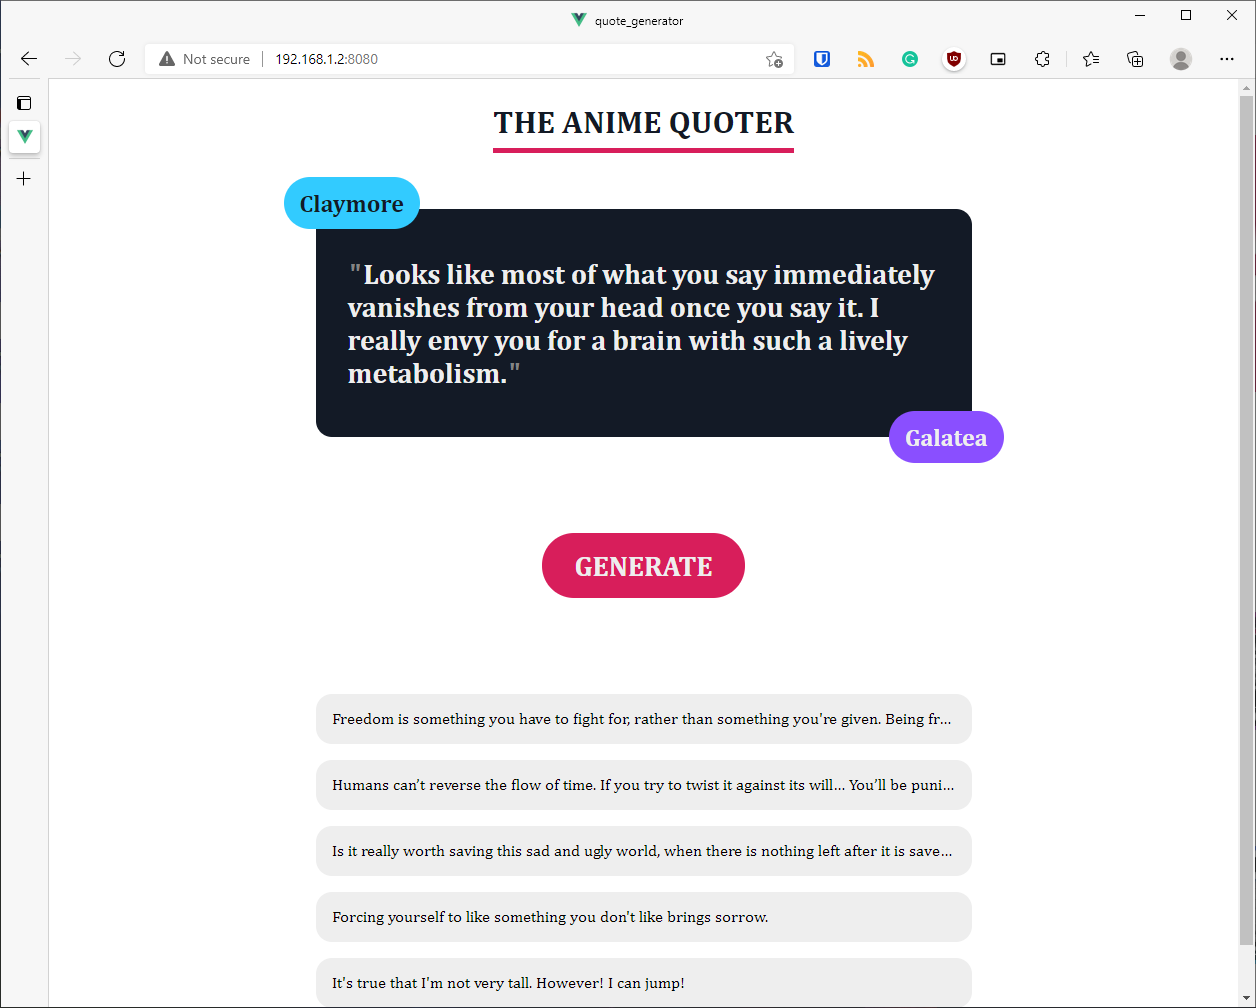 quote_generator
Not secure
192.168.1.2:8080
THE ANIME QUOTER
Claymore
"Looks like most of what you say immediately
vanishes from your head once you say it. I
really envy you for a brain with such a lively
metabolism."
Galatea
GENERATE
Freedom is something you have to fight for, rather than something you're given. Being fr...
Humans can’t reverse the flow of time. If you try to twist it against its will... You’ll be puni...
Is it really worth saving this sad and ugly world, when there is nothing left after it is save...
Forcing yourself to like something you don't like brings sorrow.
It's true that I'm not very tall. However! I can jump!